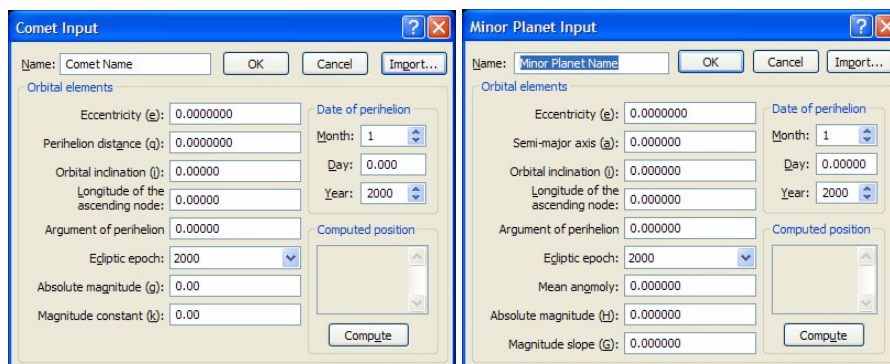 Comet Input
Name: Comet Name OK Cancel Import...
Orbital elements
Eccentricity (e): 0.0000000
Perihelion distance (q): 0.000000
Orbital inclination (i): 0.00000
Longitude of the
ascending node: 0.00000
Argument of perihelion 0.00000
Ecliptic epoch: 2000
Absolute magnitude (g): 0.00
Magnitude constant (k): 0.00
Date of perihelion
Month: 1
Day: 0.000
Year: 2000
Computed position
Compute
Minor Planet Input
Name: Minor Planet Name OK Cancel Import...
Orbital elements
Eccentricity (e): 0.0000000
Semi-major axis (a): 0.000000
Orbital inclination (i): 0.000000
Longitude of the
ascending node: 0.000000
Argument of perihelion 0.000000
Ecliptic epoch: 2000
Mean anomoly: 0.000000
Absolute magnitude (H): 0.000000
Magnitude slope (G): 0.000000
Date of perihelion
Month: 1
Day: 0.00000
Year: 2000
Computed position
Compute